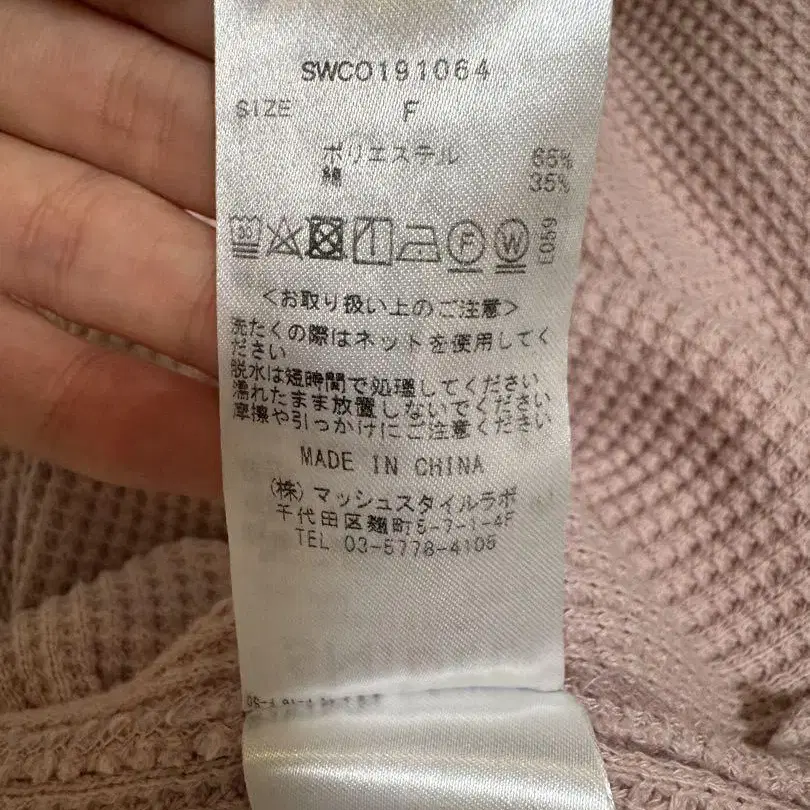 SWCO191064
SIZE F
ポリエステル 65%
綿 35%
30 F W E059
<お取り扱い上のご注意>
洗たくの際はネットを使用してく
ださい
脱水は短時間で処理してください
濡れたまま放置しないでください
摩擦や引っかけにご注意ください
MADE IN CHINA
(株)マッシュスタイルラボ
千代田区麹町5-7-1-4F
TEL 03-5778-4105